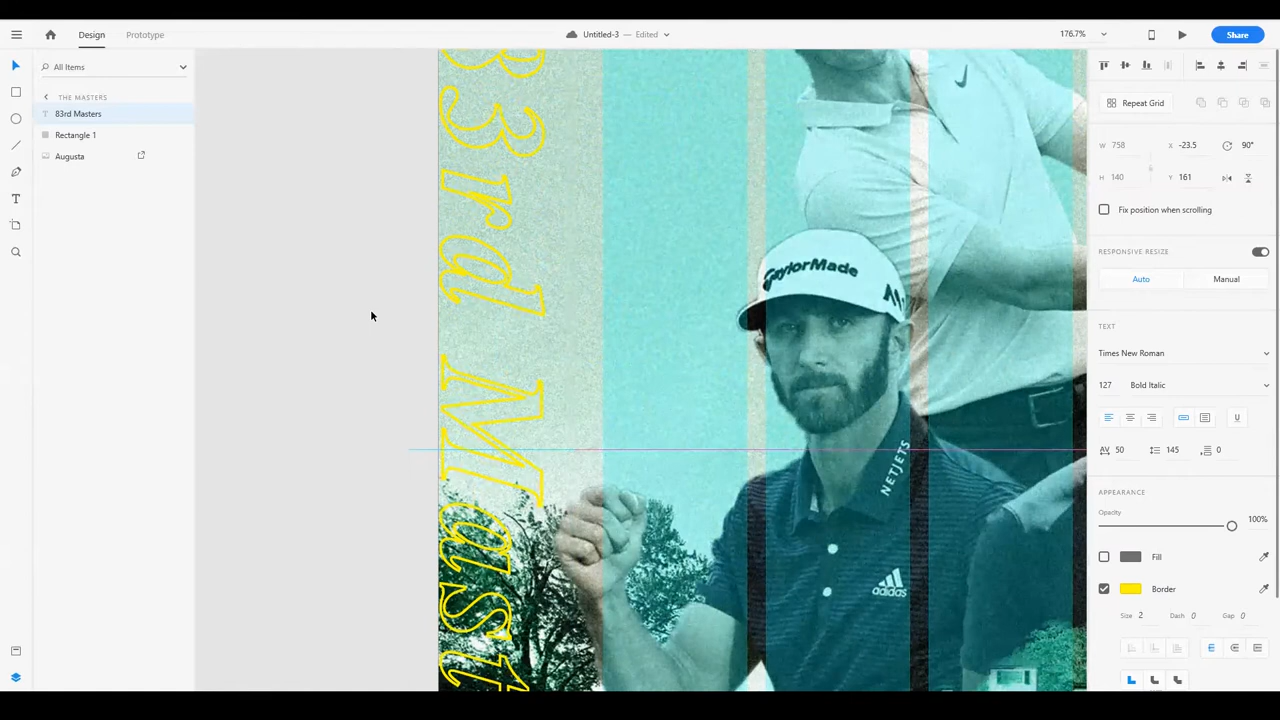 Design
Prototype
Untitled-3 — Edited
176.7%
Share
All Items
THE MASTERS
83rd Masters
Rectangle 1
Augusta
83rd Mast
TaylorMade
M
NETJETS
adidas
Repeat Grid
W 758 X -23.5 90°
H 140 Y 161
Fix position when scrolling
RESPONSIVE RESIZE
Auto
Manual
TEXT
Times New Roman
127 Bold Italic
U
AV 50 145 0
APPEARANCE
Opacity
100%
Fill
Border
Size 2 Dash 0 Gap 0